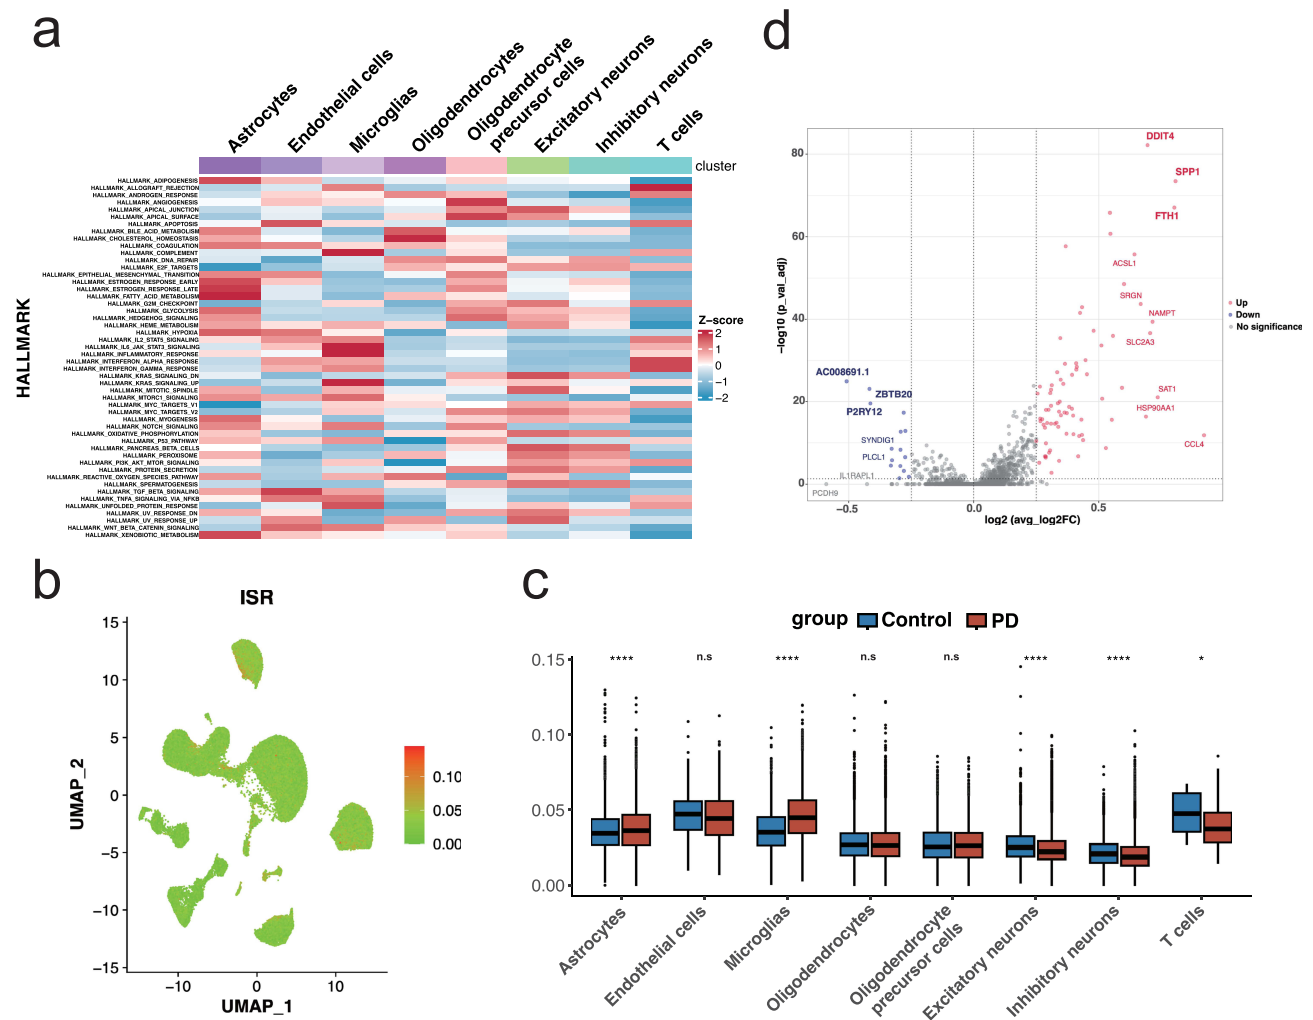 a
Astrocytes
Endothelial cells
Microglias
Oligodendrocytes
Oligodendrocyte
precursor cells
Excitatory neurons
Inhibitory neurons
T cells
cluster
HALLMARK
HALLMARK_ADIPOGENESIS
HALLMARK_ALLOGRAFT_REJECTION
HALLMARK_ANDROGEN_RESPONSE
HALLMARK_ANGIOGENESIS
HALLMARK_APICAL_JUNCTION
HALLMARK_APICAL_SURFACE
HALLMARK_APOPTOSIS
HALLMARK_BILE_ACID_METABOLISM
HALLMARK_CHOLESTEROL_HOMEOSTASIS
HALLMARK_COAGULATION
HALLMARK_COMPLEMENT
HALLMARK_DNA_REPAIR
HALLMARK_E2F_TARGETS
HALLMARK_EPITHELIAL_MESENCHYMAL_TRANSITION
HALLMARK_ESTROGEN_RESPONSE_EARLY
HALLMARK_ESTROGEN_RESPONSE_LATE
HALLMARK_FATTY_ACID_METABOLISM
HALLMARK_G2M_CHECKPOINT
HALLMARK_GLYCOLYSIS
HALLMARK_HEDGEHOG_SIGNALING
HALLMARK_HEME_METABOLISM
HALLMARK_HYPOXIA
HALLMARK_IL2_STAT5_SIGNALING
HALLMARK_IL6_JAK_STAT3_SIGNALING
HALLMARK_INFLAMMATORY_RESPONSE
HALLMARK_INTERFERON_ALPHA_RESPONSE
HALLMARK_INTERFERON_GAMMA_RESPONSE
HALLMARK_KRAS_SIGNALING_DN
HALLMARK_KRAS_SIGNALING_UP
HALLMARK_MITOTIC_SPINDLE
HALLMARK_MTORC1_SIGNALING
HALLMARK_MYC_TARGETS_V1
HALLMARK_MYC_TARGETS_V2
HALLMARK_MYOGENESIS
HALLMARK_NOTCH_SIGNALING
HALLMARK_OXIDATIVE_PHOSPHORYLATION
HALLMARK_P53_PATHWAY
HALLMARK_PANCREAS_BETA_CELLS
HALLMARK_PEROXISOME
HALLMARK_PI3K_AKT_MTOR_SIGNALING
HALLMARK_PROTEIN_SECRETION
HALLMARK_REACTIVE_OXYGEN_SPECIES_PATHWAY
HALLMARK_SPERMATOGENESIS
HALLMARK_TGF_BETA_SIGNALING
HALLMARK_TNFA_SIGNALING_VIA_NFKB
HALLMARK_UNFOLDED_PROTEIN_RESPONSE
HALLMARK_UV_RESPONSE_DN
HALLMARK_UV_RESPONSE_UP
HALLMARK_WNT_BETA_CATENIN_SIGNALING
HALLMARK_XENOBIOTIC_METABOLISM
Z−score
2
1
0
−1
−2
d
−log10 (p_val_adj)
80
60
40
20
0
DDIT4
SPP1
FTH1
ACSL1
SRGN
NAMPT
SLC2A3
SAT1
HSP90AA1
CCL4
AC008691.1
ZBTB20
P2RY12
SYNDIG1
PLCL1
IL1RAPL1
PCDH9
−0.5
0.0
0.5
log2 (avg_log2FC)
Up
Down
No significance
b
ISR
UMAP_2
15
10
5
0
−5
−10
−15
−10
0
10
UMAP_1
0.10
0.05
0.00
c
group
Control
PD
0.15
0.10
0.05
0.00
****
n.s
****
n.s
n.s
****
****
*
Astrocytes
Endothelial cells
Microglias
Oligodendrocytes
Oligodendrocyte
precursor cells
Excitatory neurons
Inhibitory neurons
T cells